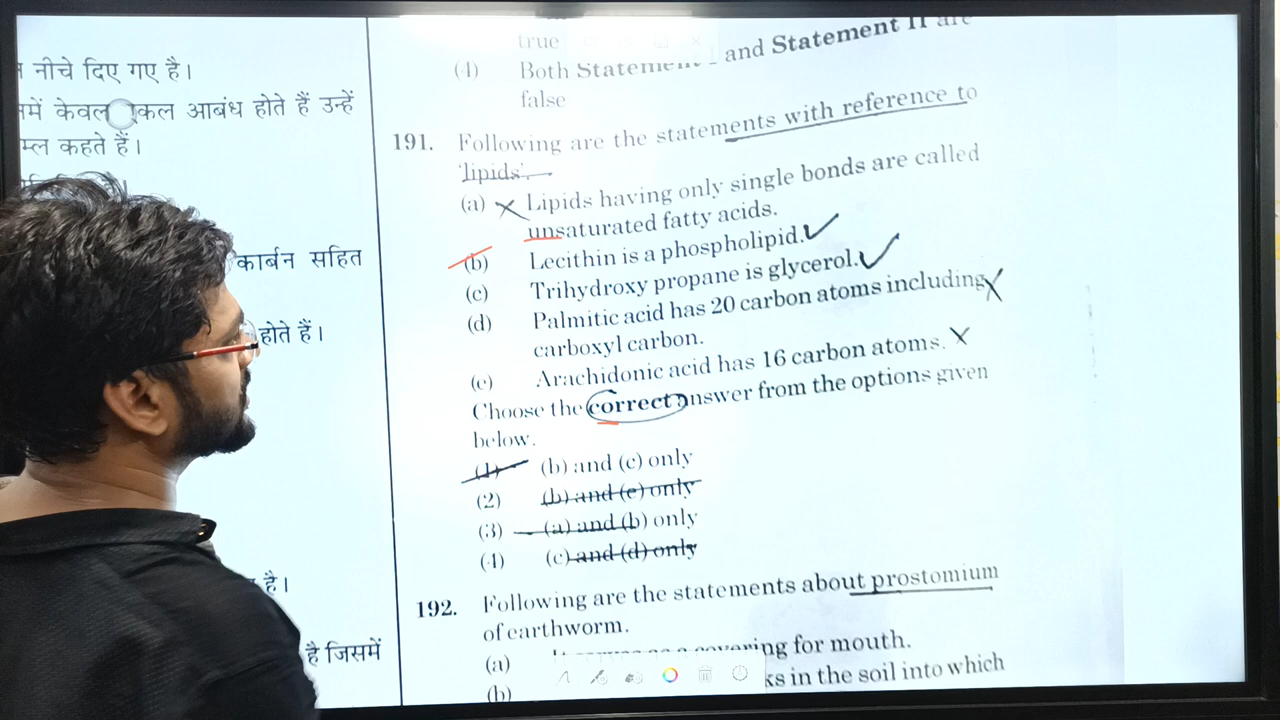 नीचे दिए गए है।
में केवल कल आबंध होते हैं उन्हें
म्ल कहते हैं।
कार्बन सहित
होते हैं।
है।
है जिसमें
true
(4) Both Statement and Statement II are
false
191. Following are the statements with reference to
'lipids'.
(a) Lipids having only single bonds are called
unsaturated fatty acids.
(b) Lecithin is a phospholipid.
(c) Trihydroxy propane is glycerol.
(d) Palmitic acid has 20 carbon atoms including
carboxyl carbon.
(e) Arachidonic acid has 16 carbon atoms.
Choose the correct answer from the options given
below.
(1) (b) and (c) only
(2) (b) and (e) only
(3) (a) and (b) only
(4) (c) and (d) only
192. Following are the statements about prostomium
of earthworm.
(a) covering for mouth.
(b) ks in the soil into which